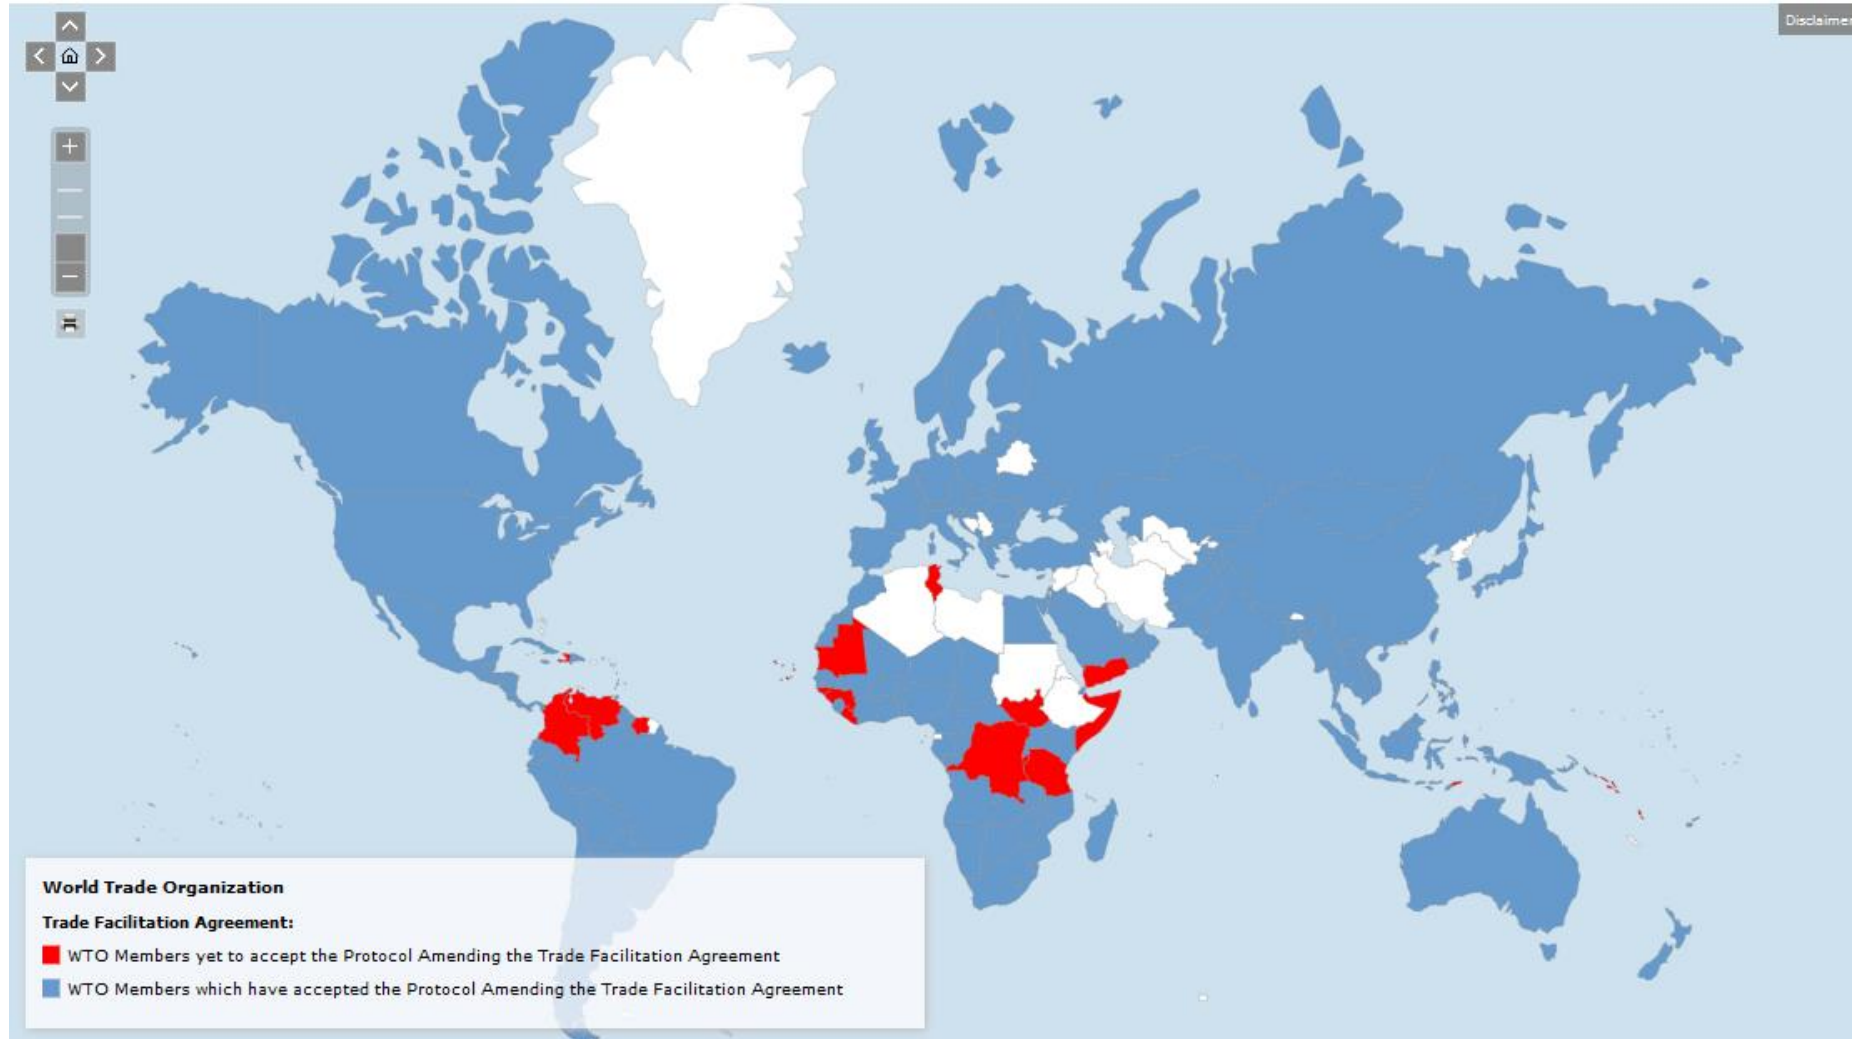 Disclaimer
World Trade Organization
Trade Facilitation Agreement:
WTO Members yet to accept the Protocol Amending the Trade Facilitation Agreement
WTO Members which have accepted the Protocol Amending the Trade Facilitation Agreement